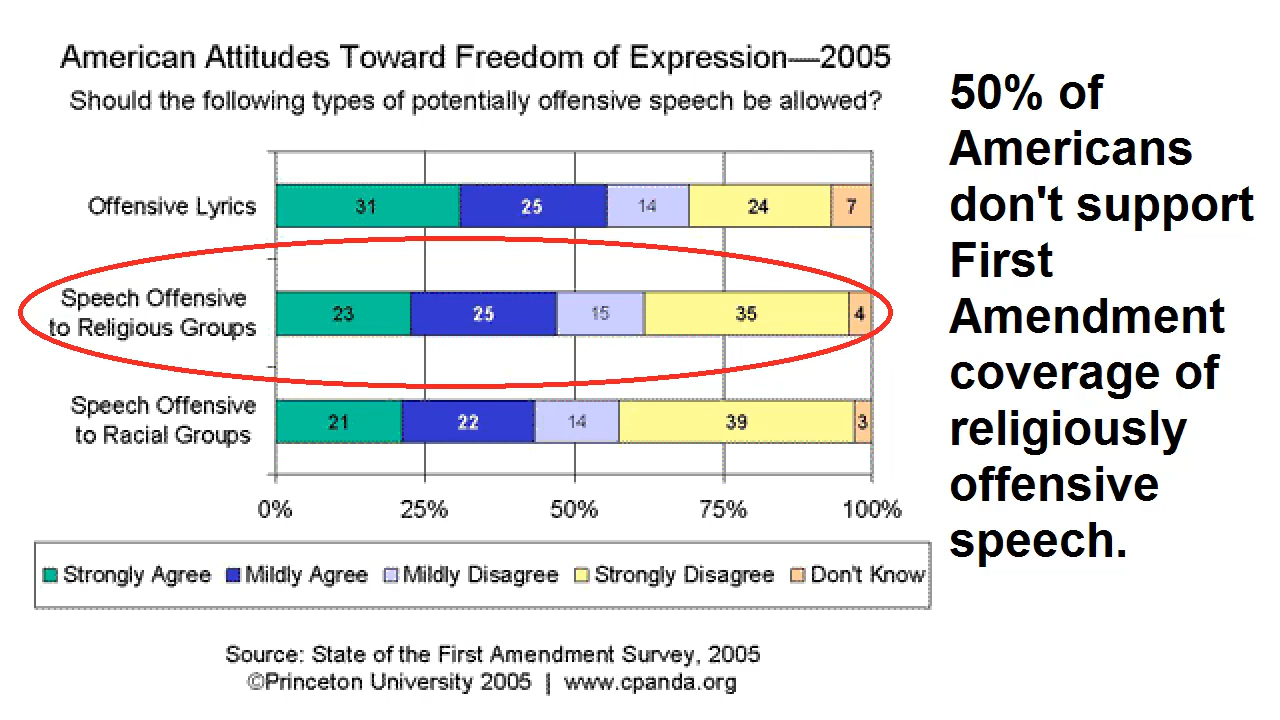 American Attitudes Toward Freedom of Expression—2005
Should the following types of potentially offensive speech be allowed?
Offensive Lyrics
31 25 14 24 7
Speech Offensive
to Religious Groups
23 25 15 35 4
Speech Offensive
to Racial Groups
21 22 14 39 3
0% 25% 50% 75% 100%
Strongly Agree Mildly Agree Mildly Disagree Strongly Disagree Don't Know
Source: State of the First Amendment Survey, 2005
©Princeton University 2005 | www.cpanda.org
50% of
Americans
don't support
First
Amendment
coverage of
religiously
offensive
speech.